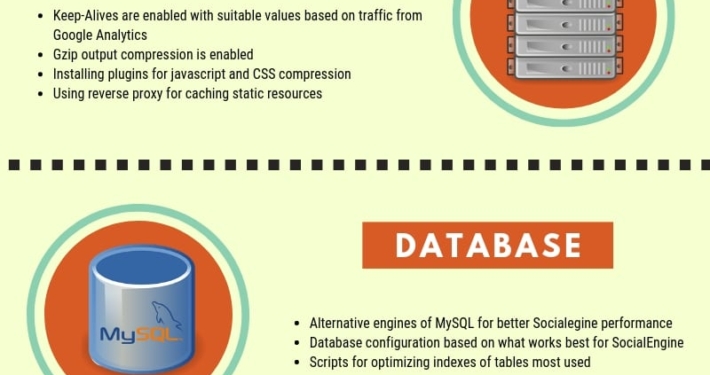 • Keep-Alives are enabled with suitable values based on traffic from
Google Analytics
• Gzip output compression is enabled
• Installing plugins for javascript and CSS compression
• Using reverse proxy for caching static resources
DATABASE
MySQL
• Alternative engines of MySQL for better Socialegine performance
• Database configuration based on what works best for SocialEngine
• Scripts for optimizing indexes of tables most used